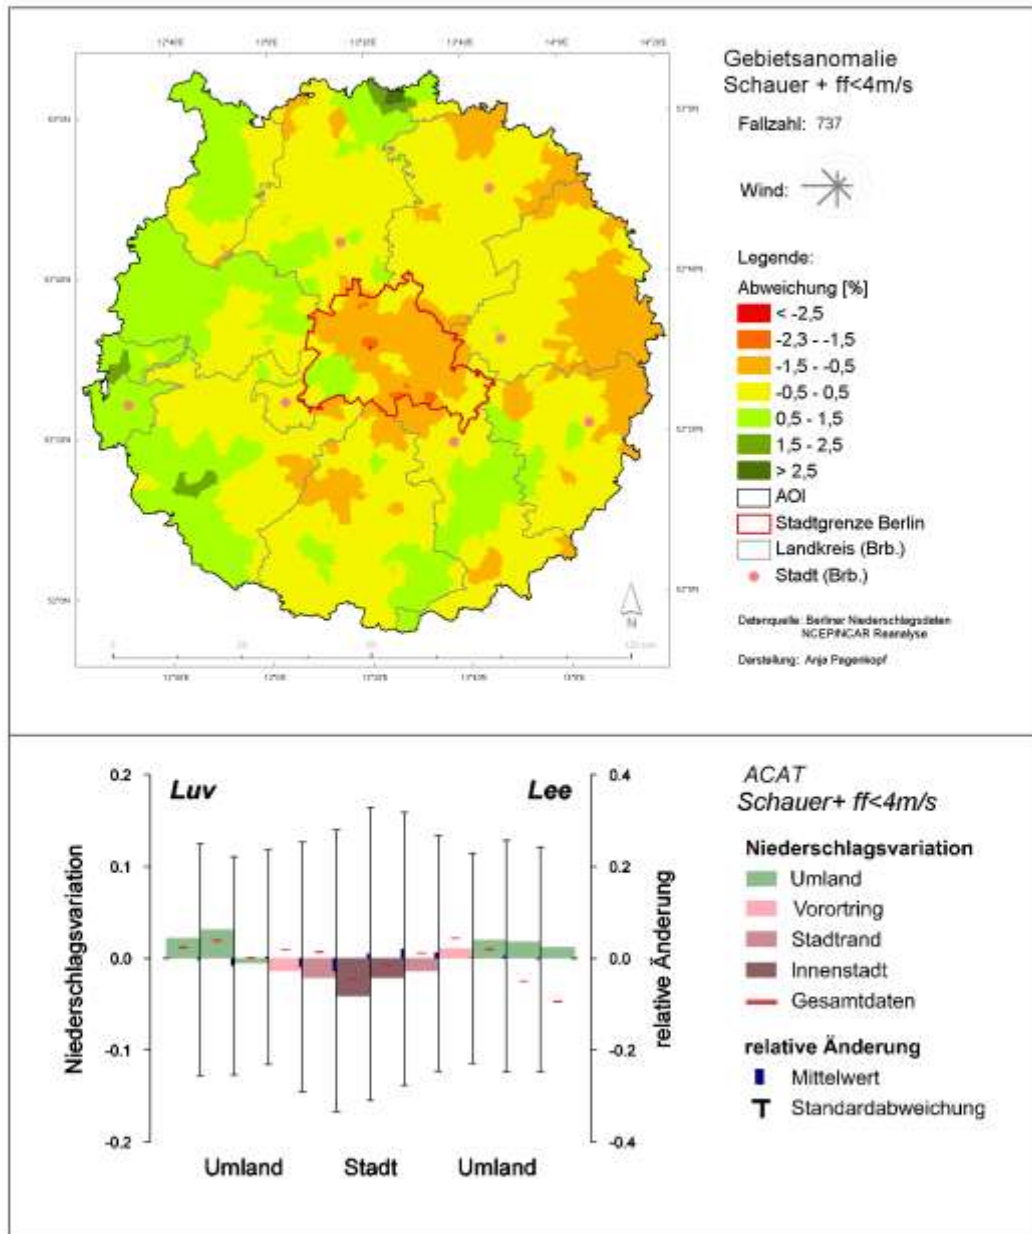 Gebietsanomalie
Schauer + ff<4m/s
Fallzahl: 737
Wind:
Legende:
Abweichung [%]
< -2,5
-2,3 - -1,5
-1,5 - -0,5
-0,5 - 0,5
0,5 - 1,5
1,5 - 2,5
> 2,5
AOI
Stadtgrenze Berlin
Landkreis (Brb.)
Stadt (Brb.)
N
Datenquelle: Berliner Niederschlagsdaten
NCEP/NCAR Reanalyse
Darstellung: Anja Pagenkopf
Luv
Lee
0.2
0.1
0.0
-0.1
-0.2
Niederschlagsvariation
0.4
0.2
0.0
-0.2
-0.4
relative Änderung
Umland
Stadt
Umland
ACAT
Schauer+ ff<4m/s
Niederschlagsvariation
Umland
Vorortring
Stadtrand
Innenstadt
Gesamtdaten
relative Änderung
Mittelwert
Standardabweichung